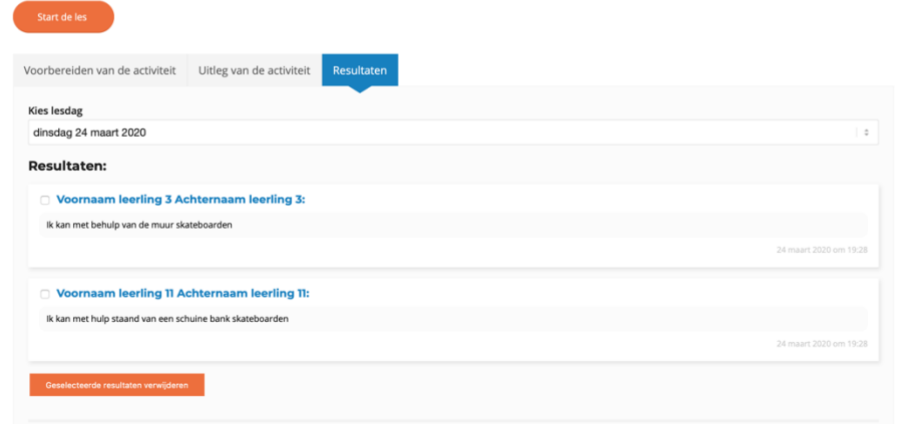 Start de les
Voorbereiden van de activiteit Uitleg van de activiteit Resultaten
Kies lesdag
dinsdag 24 maart 2020
Resultaten:
Voornaam leerling 3 Achternaam leerling 3:
Ik kan met behulp van de muur skateboarden
24 maart 2020 om 19:28
Voornaam leerling 11 Achternaam leerling 11:
Ik kan met hulp staand van een schuine bank skateboarden
24 maart 2020 om 19:28
Geselecteerde resultaten verwijderen